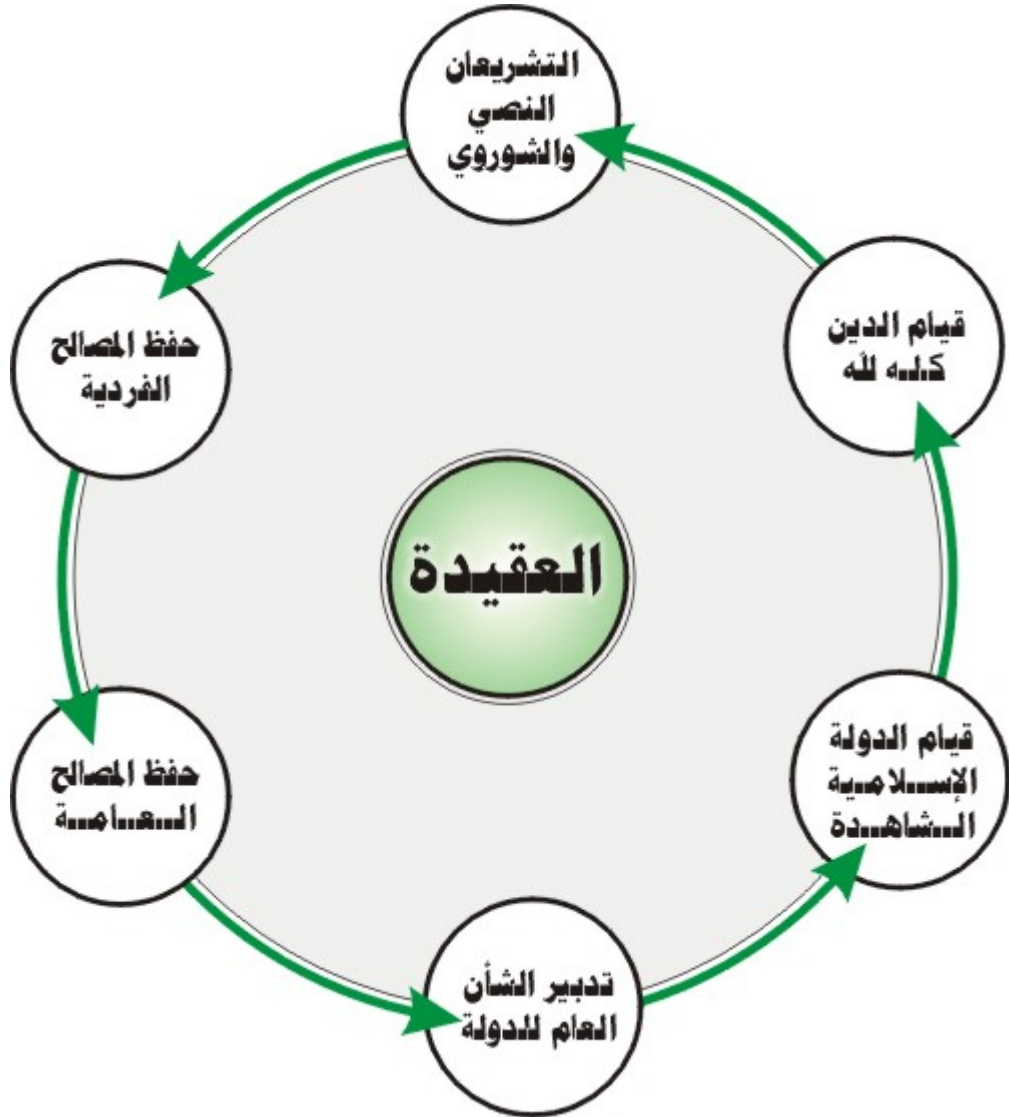 التشريعان
النصي
والشوروي
حفظ المصالح
الفردية
حفظ المصالح
العامة
تدبير الشأن
العام للدولة
قيام الدولة
الإسلامية
الشاهدة
قيام الدين
كله لله
العقيدة